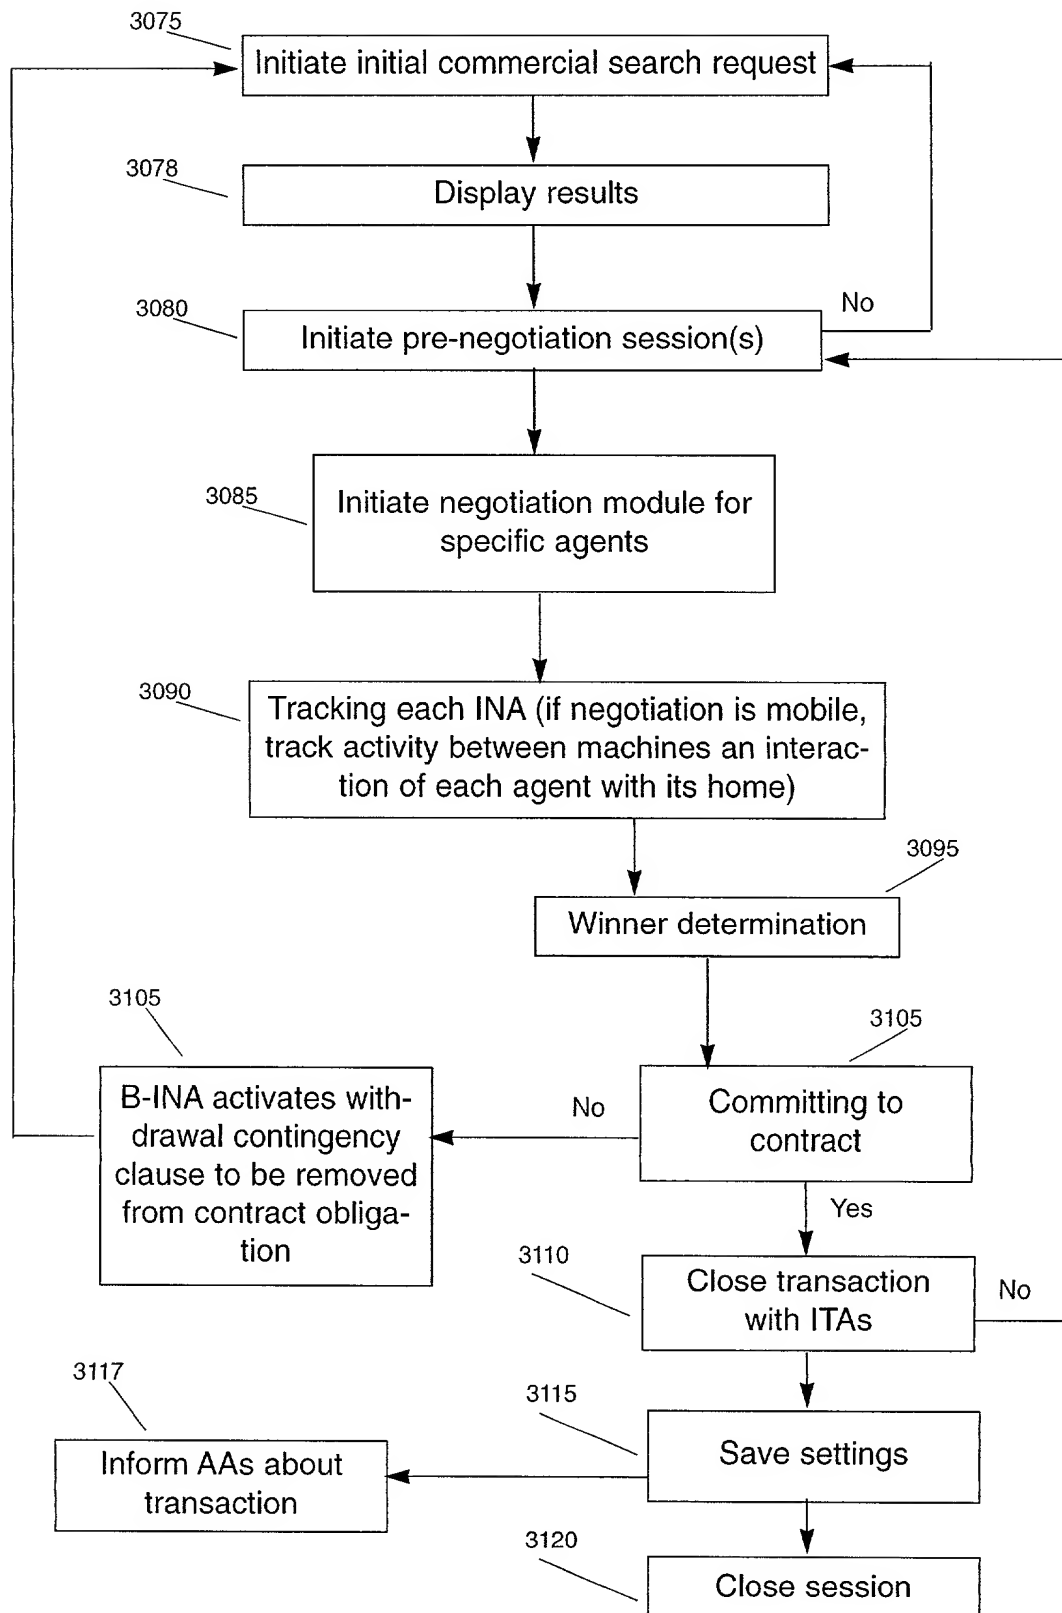 3075
Initiate initial commercial search request
3078
Display results
3080
Initiate pre-negotiation session(s)
No
3085
Initiate negotiation module for
specific agents
3090
Tracking each INA (if negotiation is mobile,
track activity between machines an interac-
tion of each agent with its home)
3095
Winner determination
3105
B-INA activates with-
drawal contingency
clause to be removed
from contract obliga-
tion
No
3105
Committing to
contract
Yes
3110
Close transaction
with ITAs
No
3117
Inform AAs about
transaction
3115
Save settings
3120
Close session